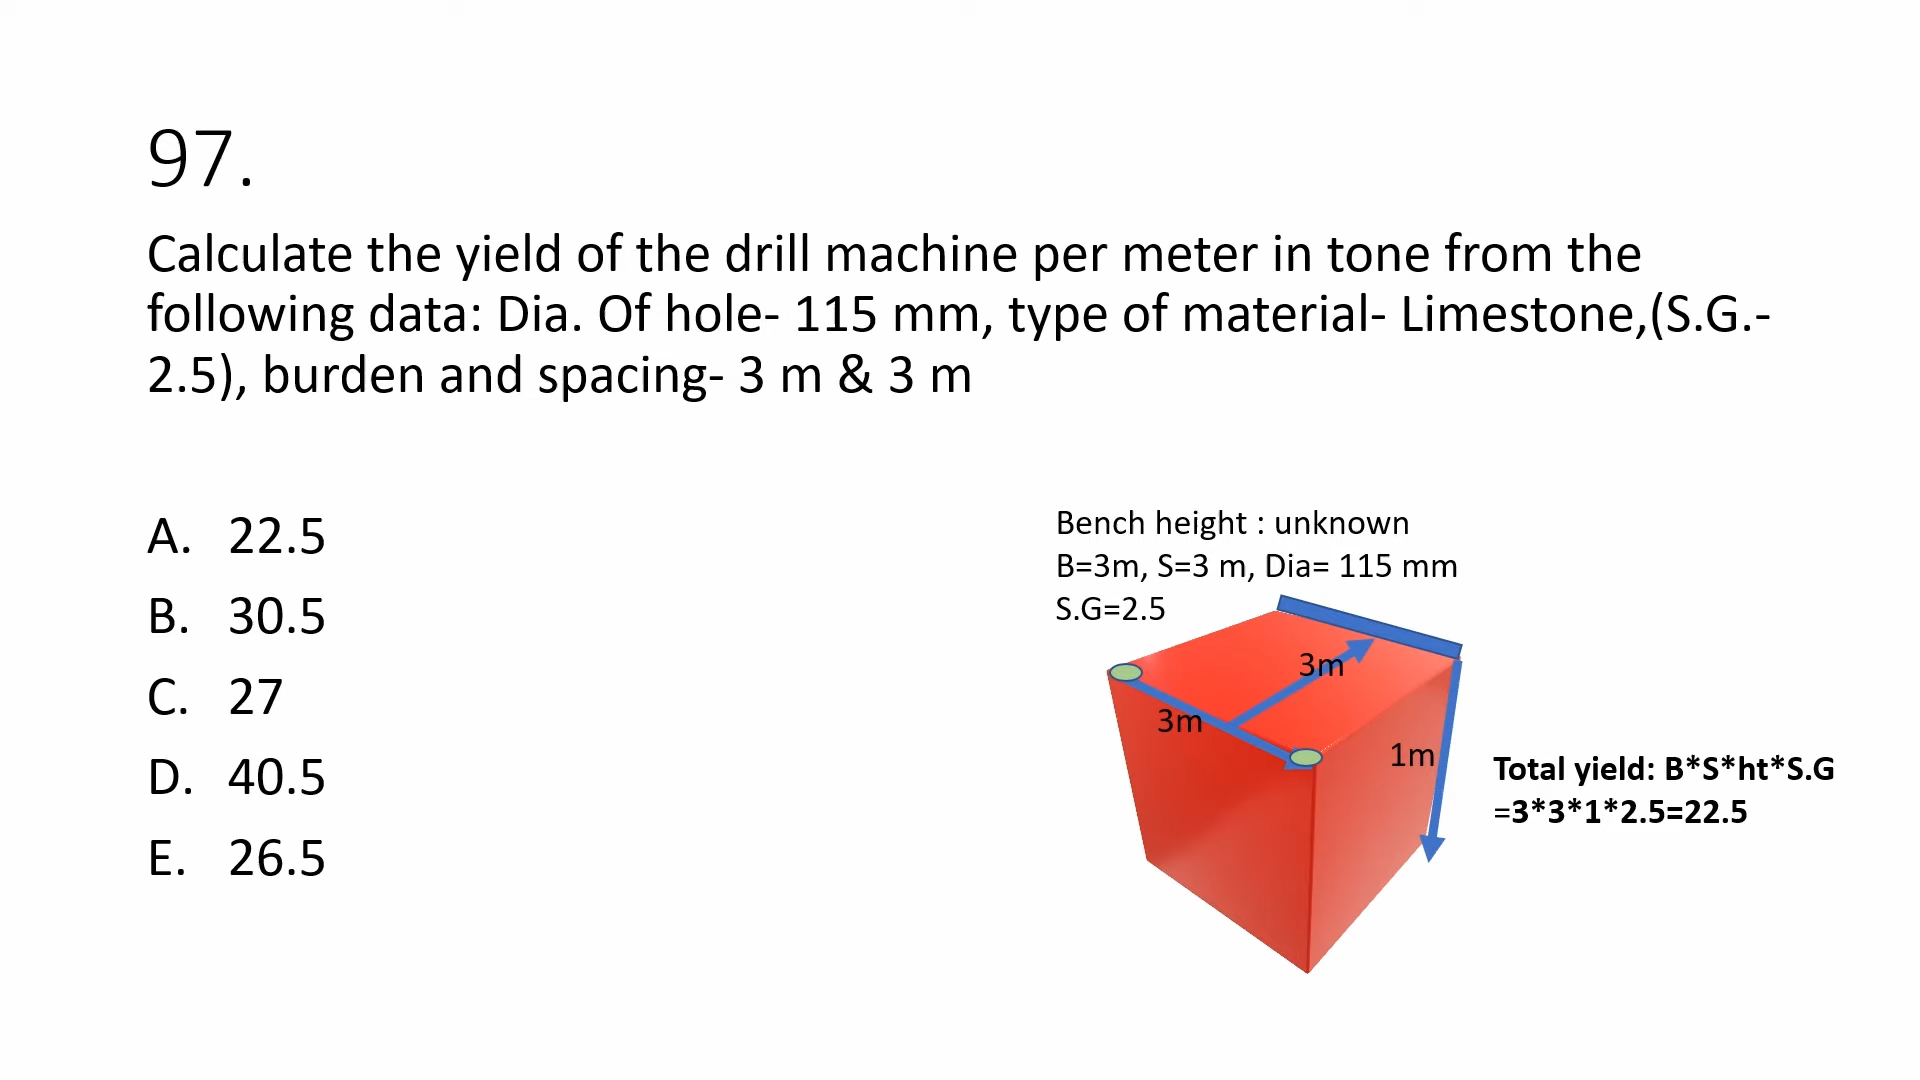 97.
Calculate the yield of the drill machine per meter in tone from the
following data: Dia. Of hole- 115 mm, type of material- Limestone,(S.G.-
2.5), burden and spacing- 3 m & 3 m
A. 22.5
B. 30.5
C. 27
D. 40.5
E. 26.5
Bench height : unknown
B=3m, S=3 m, Dia= 115 mm
S.G=2.5
3m
3m
1m
Total yield: B*S*ht*S.G
=3*3*1*2.5=22.5